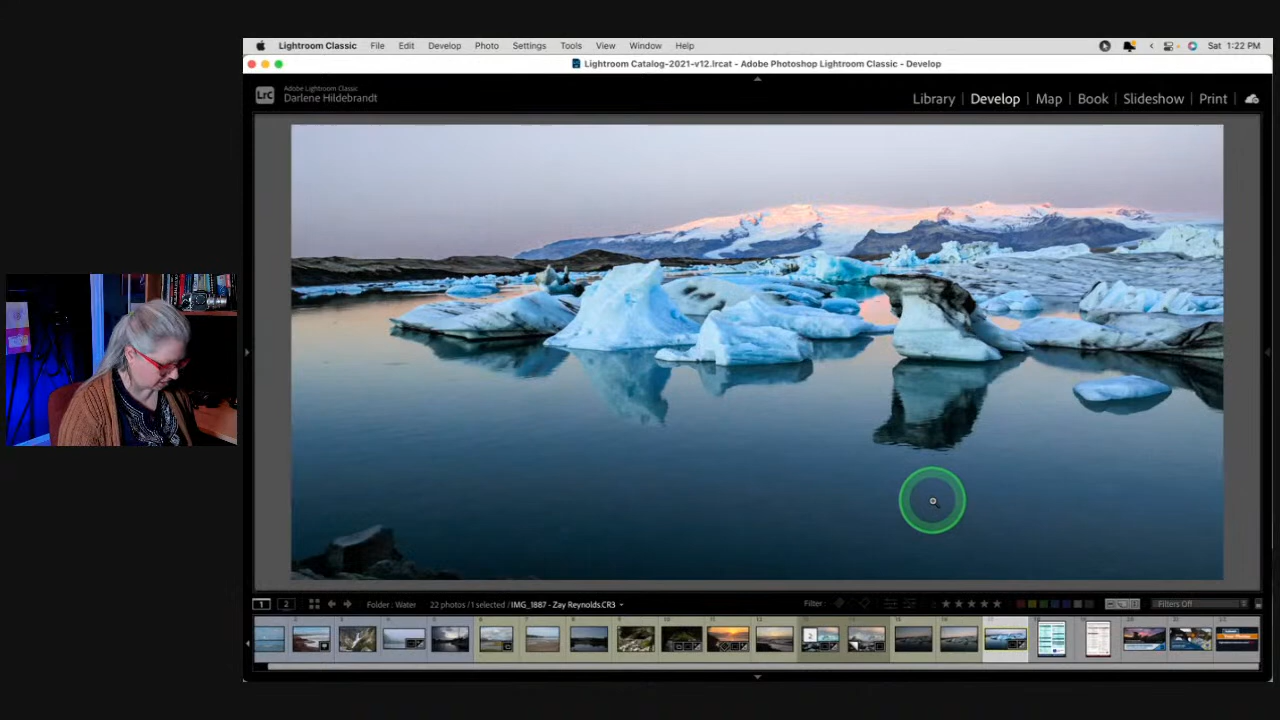 Lightroom Classic File Edit Develop Photo Settings Tools View Window Help Sat 1:22 PM
Lightroom Catalog-2021-v12.lrcat - Adobe Photoshop Lightroom Classic - Develop
LrC
Adobe Lightroom Classic
Darlene Hildebrandt
Library | Develop | Map | Book | Slideshow | Print
1 2 Folder : Water 22 photos / 1 selected / IMG_1887 - Zay Reynolds.CR3 Filter : Filters Off